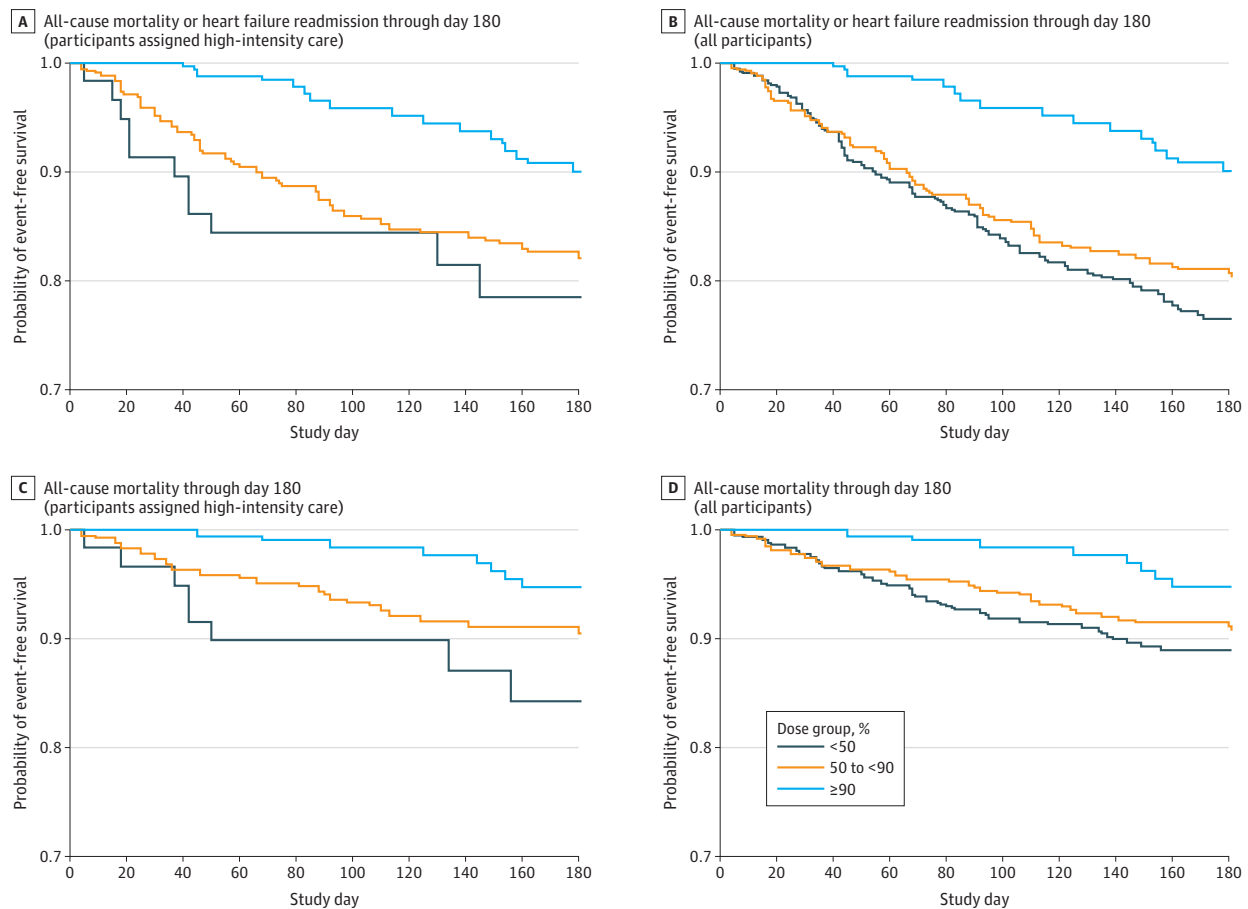 A All-cause mortality or heart failure readmission through day 180
(participants assigned high-intensity care)
Probability of event-free survival
1.0
0.9
0.8
0.7
0 20 40 60 80 100 120 140 160 180
Study day
B All-cause mortality or heart failure readmission through day 180
(all participants)
Probability of event-free survival
1.0
0.9
0.8
0.7
0 20 40 60 80 100 120 140 160 180
Study day
C All-cause mortality through day 180
(participants assigned high-intensity care)
Probability of event-free survival
1.0
0.9
0.8
0.7
0 20 40 60 80 100 120 140 160 180
Study day
D All-cause mortality through day 180
(all participants)
Probability of event-free survival
1.0
0.9
0.8
0.7
Dose group, %
<50
50 to <90
≥90
0 20 40 60 80 100 120 140 160 180
Study day